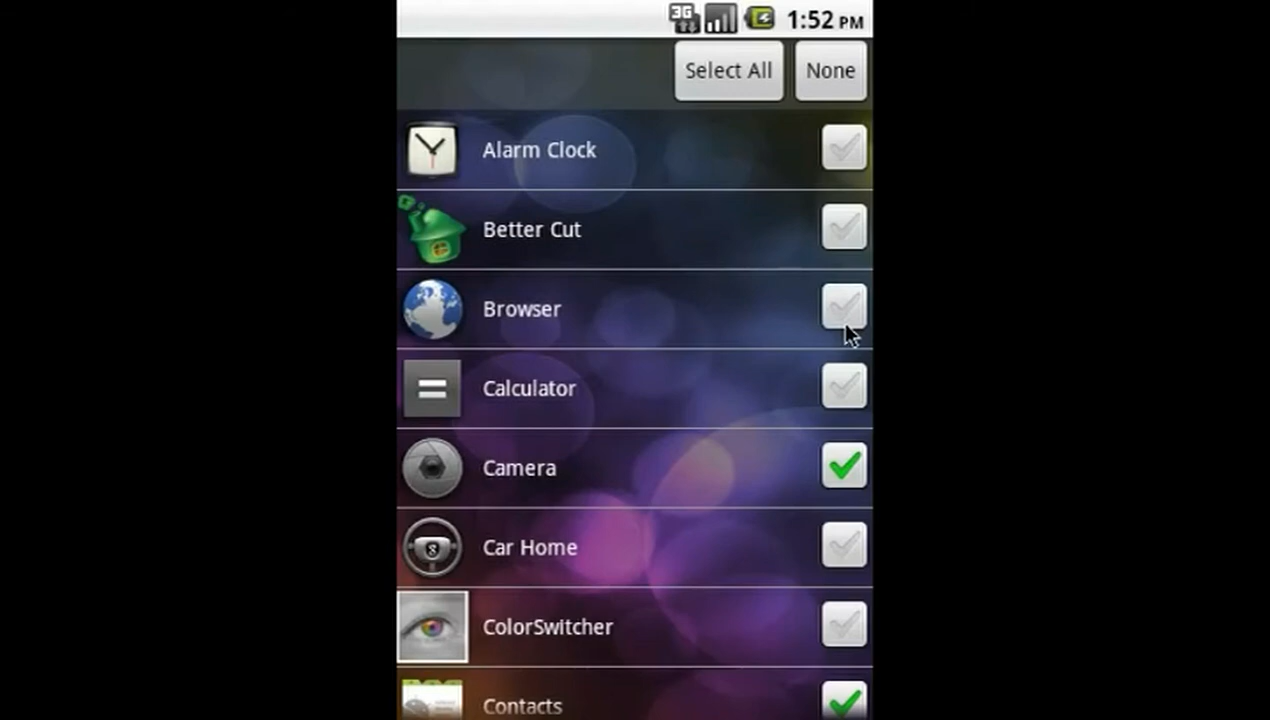 3G 1:52 PM
Select All None
Alarm Clock
Better Cut
Browser
Calculator
Camera
Car Home
ColorSwitcher
Contacts